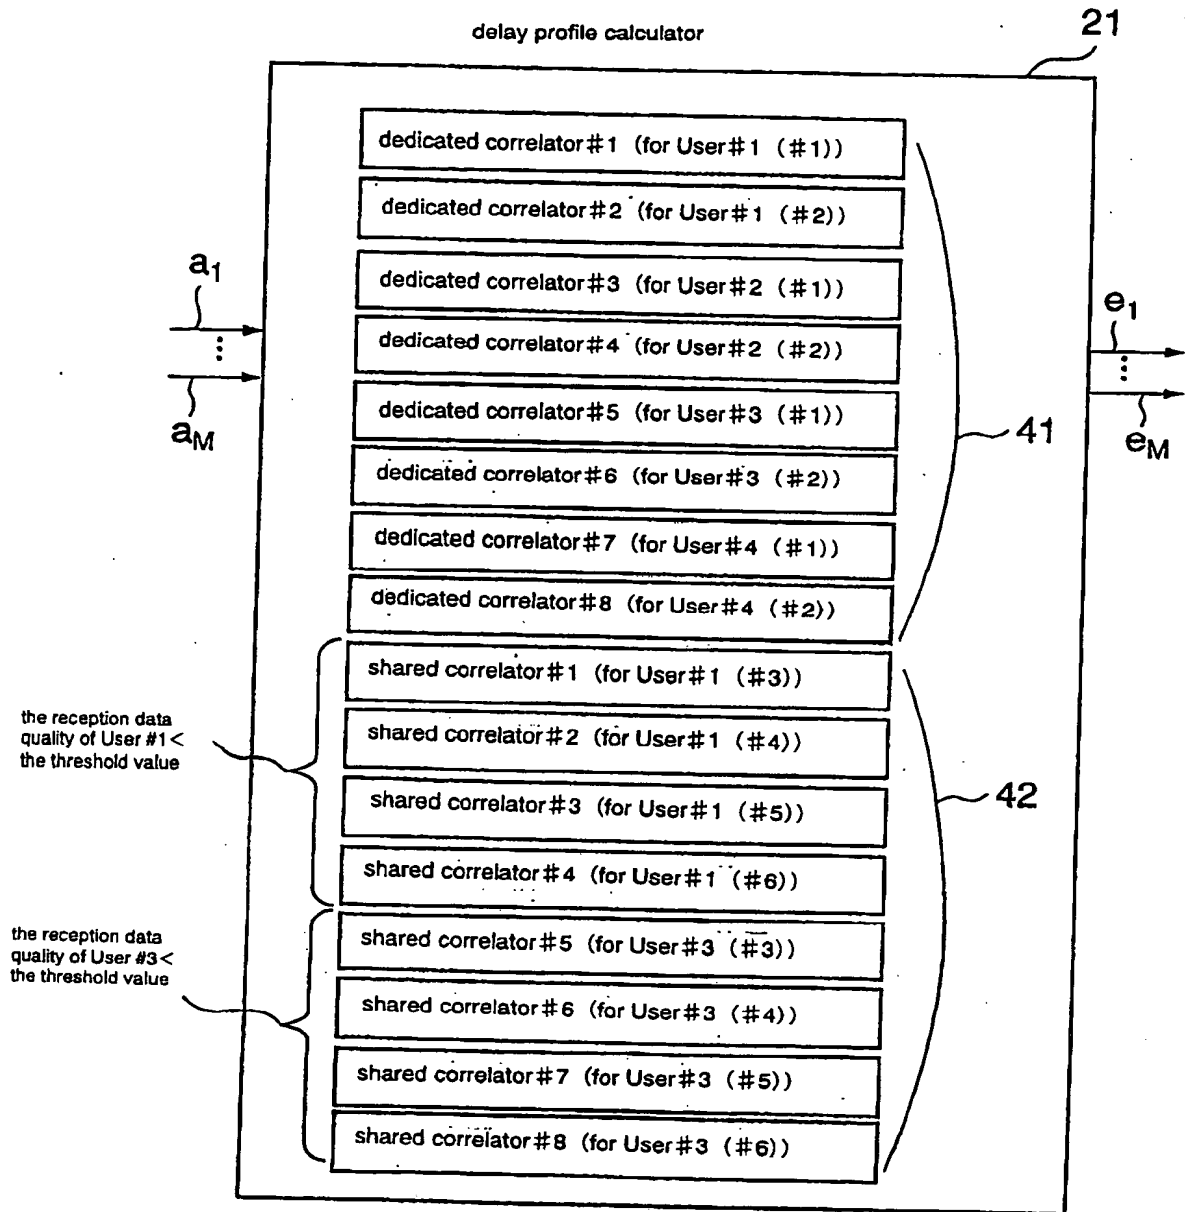 delay profile calculator
21
dedicated correlator#1 (for User#1 (#1))
dedicated correlator#2 (for User#1 (#2))
dedicated correlator#3 (for User#2 (#1))
dedicated correlator#4 (for User#2 (#2))
dedicated correlator#5 (for User#3 (#1))
dedicated correlator#6 (for User#3 (#2))
dedicated correlator#7 (for User#4 (#1))
dedicated correlator#8 (for User#4 (#2))
a1
⋮
aM
e1
⋮
eM
41
shared correlator#1 (for User#1 (#3))
shared correlator#2 (for User#1 (#4))
shared correlator#3 (for User#1 (#5))
shared correlator#4 (for User#1 (#6))
shared correlator#5 (for User#3 (#3))
shared correlator#6 (for User#3 (#4))
shared correlator#7 (for User#3 (#5))
shared correlator#8 (for User#3 (#6))
42
the reception data
quality of User #1<
the threshold value
the reception data
quality of User #3<
the threshold value